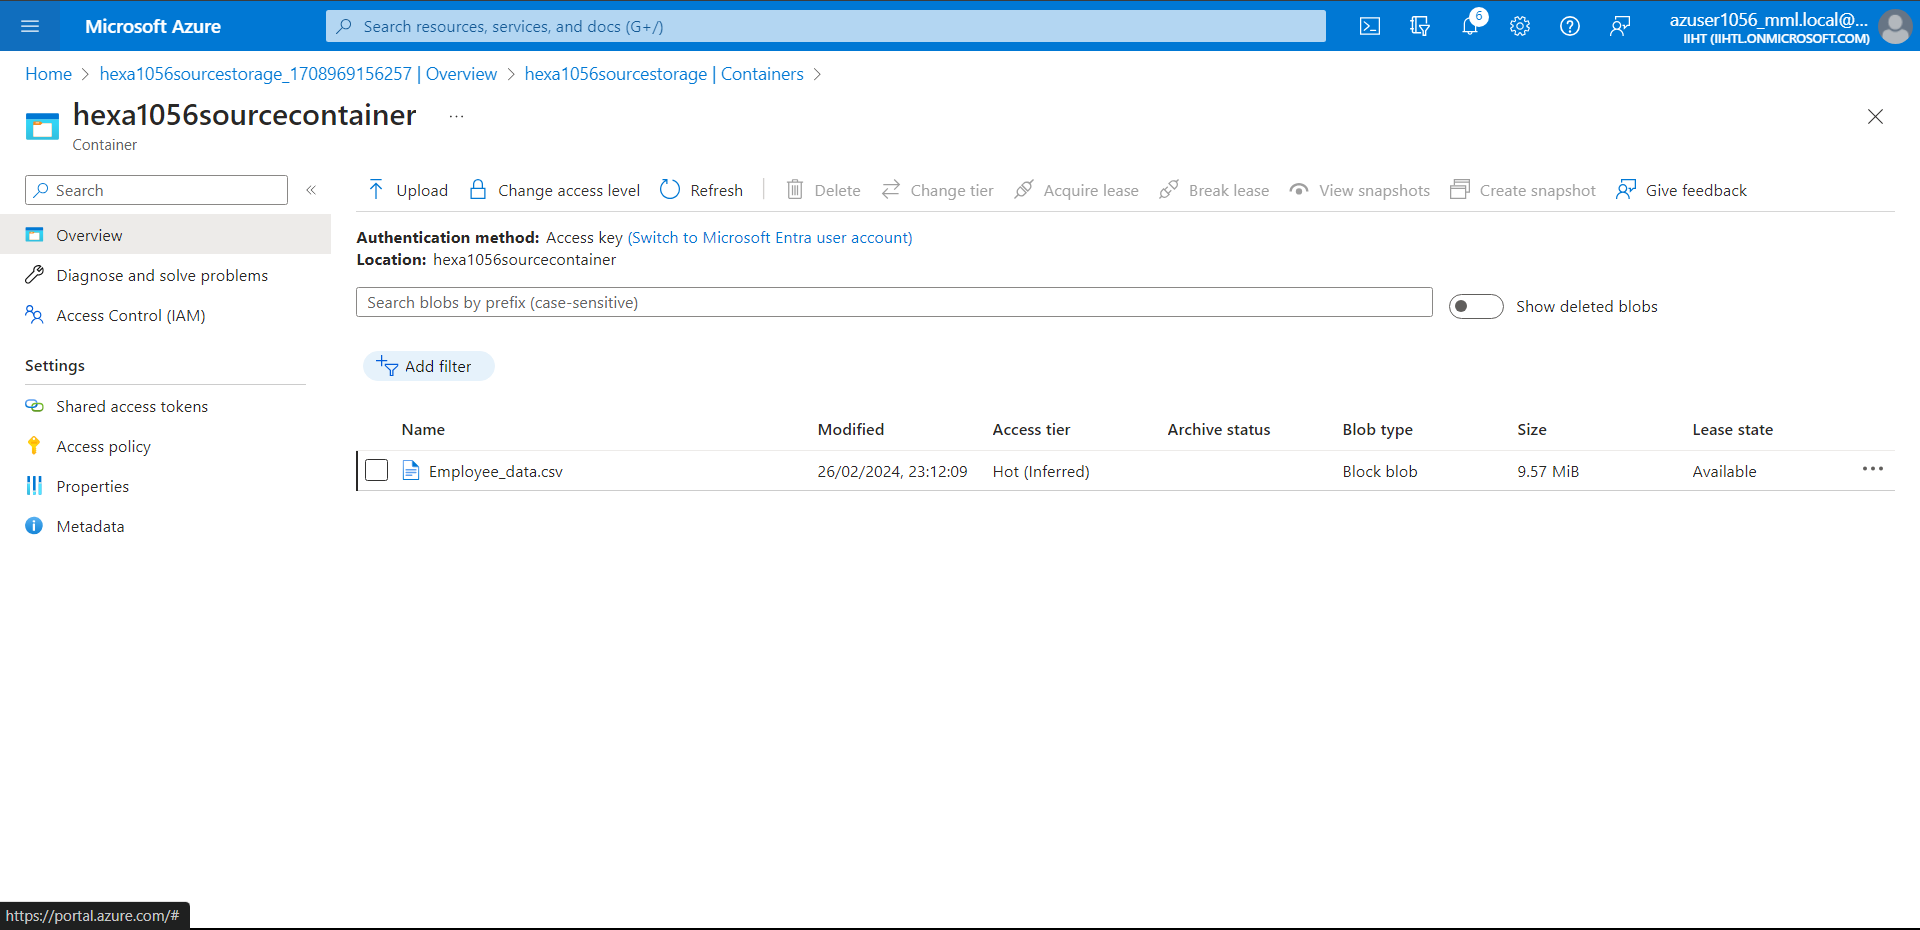 Microsoft Azure
Search resources, services, and docs (G+/)
6
azuser1056_mml.local@...
IIHT (IIHTL.ONMICROSOFT.COM)
Home > hexa1056sourcestorage_1708969156257 | Overview > hexa1056sourcestorage | Containers >
hexa1056sourcecontainer ...
Container
Search
Overview
Diagnose and solve problems
Access Control (IAM)
Settings
Shared access tokens
Access policy
Properties
Metadata
Upload Change access level Refresh Delete Change tier Acquire lease Break lease View snapshots Create snapshot Give feedback
Authentication method: Access key (Switch to Microsoft Entra user account)
Location: hexa1056sourcecontainer
Search blobs by prefix (case-sensitive)
Show deleted blobs
Add filter
Name Modified Access tier Archive status Blob type Size Lease state
Employee_data.csv 26/02/2024, 23:12:09 Hot (Inferred) Block blob 9.57 MiB Available ...
https://portal.azure.com/#